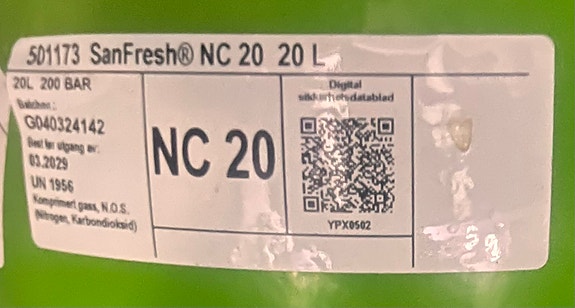 501173 SanFresh® NC 20 20 L
20L 200 BAR
Batchnr.:
G040324142
Best før utgang av:
03.2029
UN 1956
Komprimert gass, N.O.S.
(Nitrogen, Karbondioksid)
NC 20
Digital
sikkerhetsdatablad
YPX0502